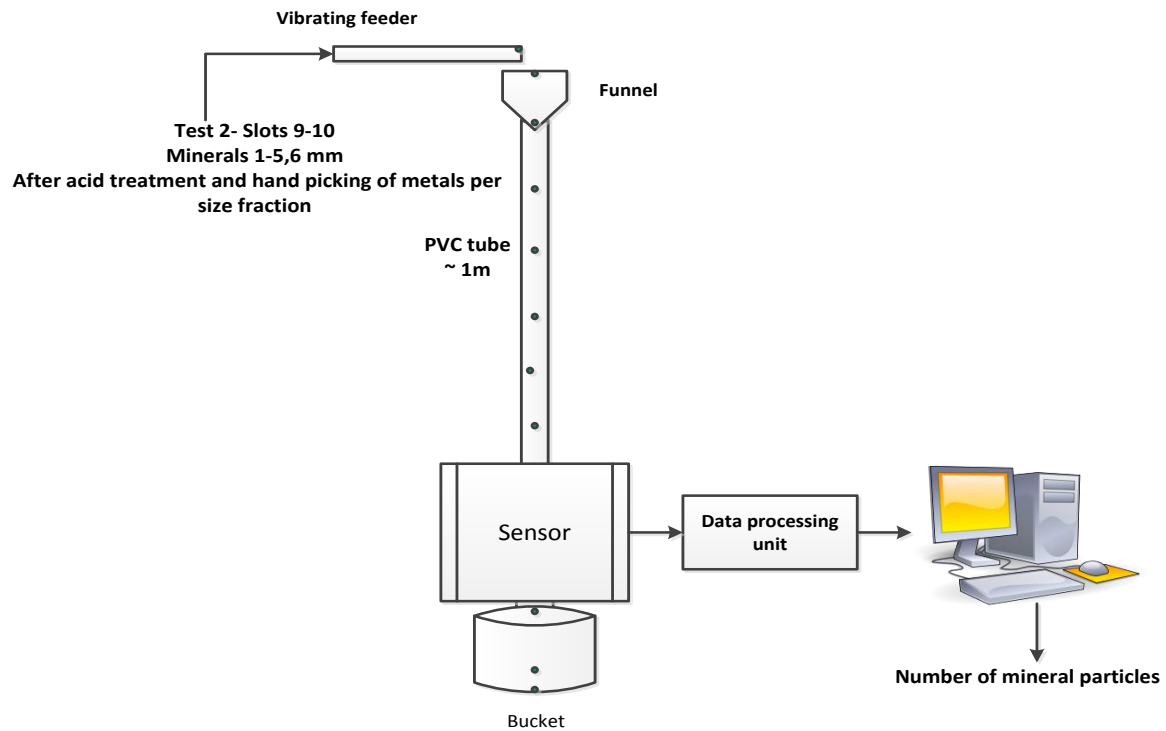 Vibrating feeder
Funnel
Test 2- Slots 9-10
Minerals 1-5,6 mm
After acid treatment and hand picking of metals per
size fraction
PVC tube
~ 1m
Sensor
Data processing
unit
Number of mineral particles
Bucket